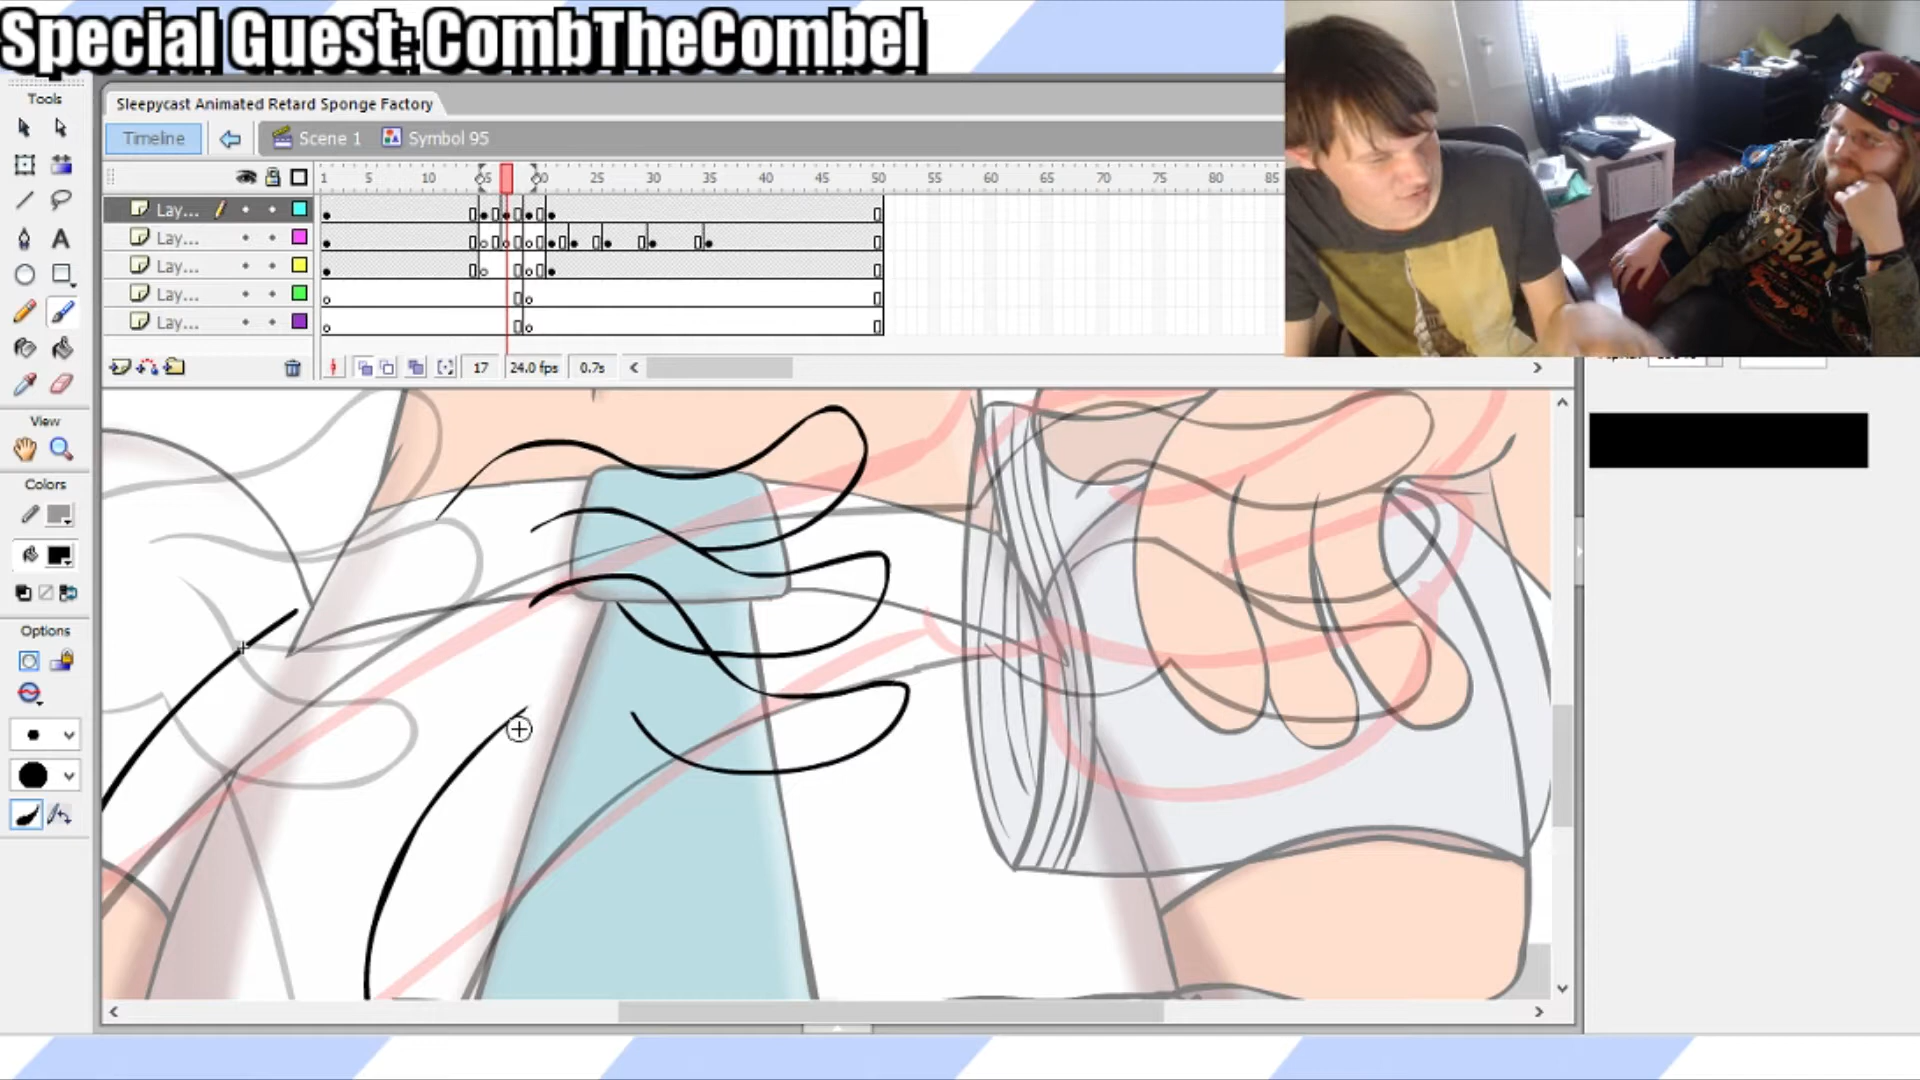 Special Guest: CombTheCombel
Tools
Sleepycast Animated Retard Sponge Factory
Timeline
Scene 1
Symbol 95
1 5 10 15 20 25 30 35 40 45 50 55 60 65 70 75 80 85
Lay...
Lay...
Lay...
Lay...
Lay...
17 24.0 fps 0.7s
View
Colors
Options